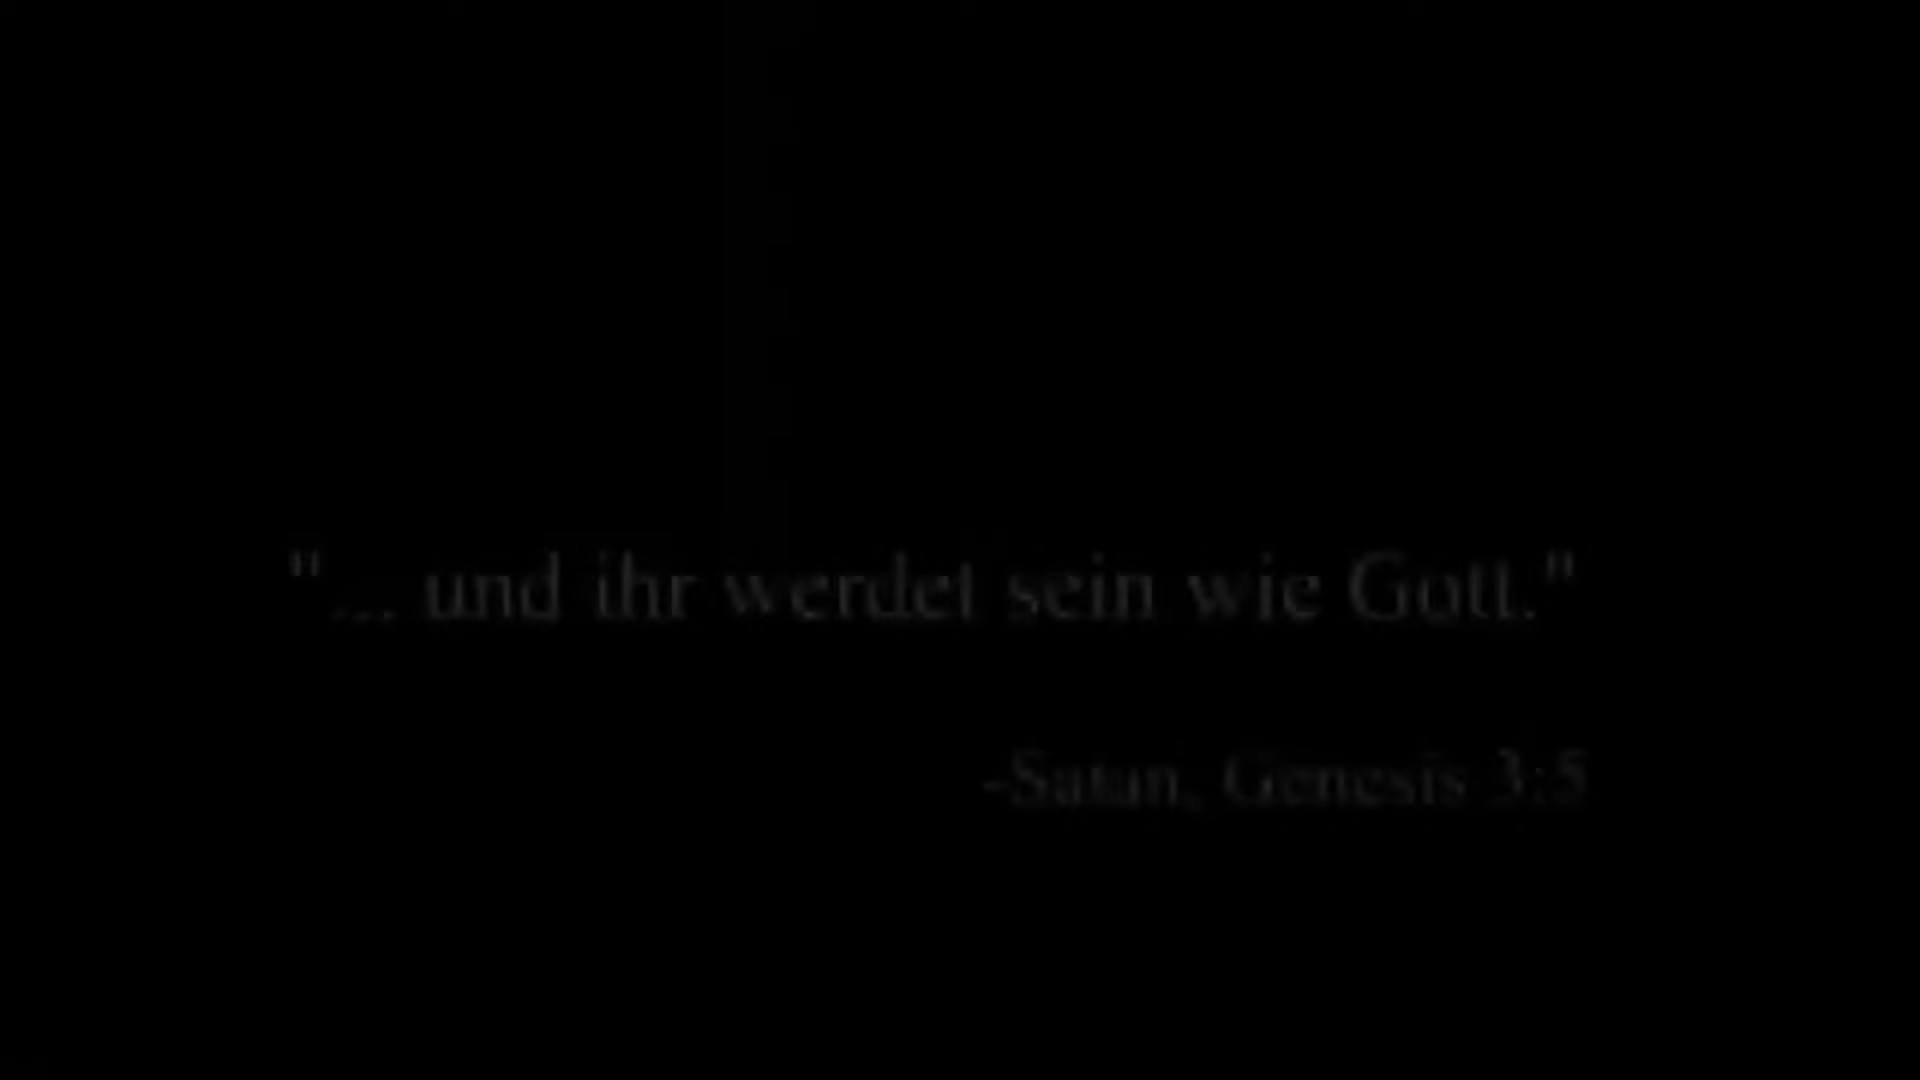 "... und ihr werdet sein wie Gott."
-Satan, Genesis 3:5